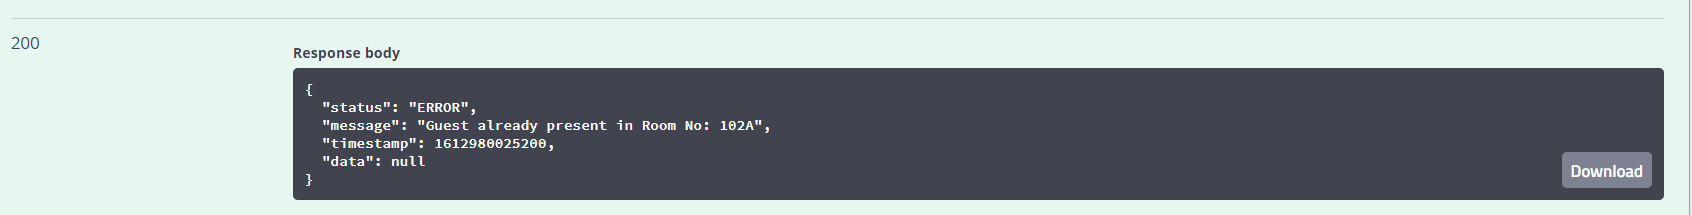 200
Response body
{
  "status": "ERROR",
  "message": "Guest already present in Room No: 102A",
  "timestamp": 1612980025200,
  "data": null
}
Download